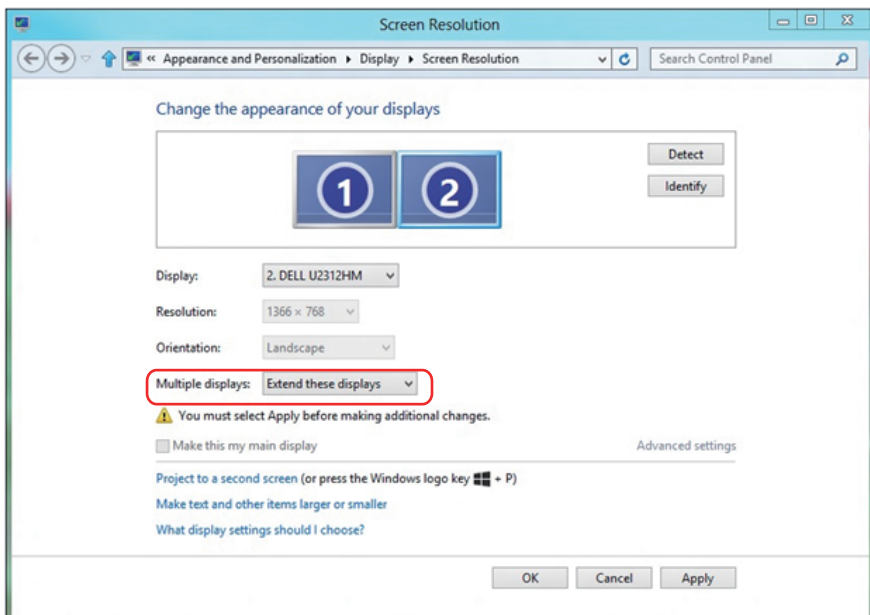 Screen Resolution
« Appearance and Personalization ▸ Display ▸ Screen Resolution
Search Control Panel
Change the appearance of your displays
1 2
Detect
Identify
Display: 2. DELL U2312HM
Resolution: 1366 × 768
Orientation: Landscape
Multiple displays: Extend these displays
You must select Apply before making additional changes.
Make this my main display Advanced settings
Project to a second screen (or press the Windows logo key + P)
Make text and other items larger or smaller
What display settings should I choose?
OK Cancel Apply